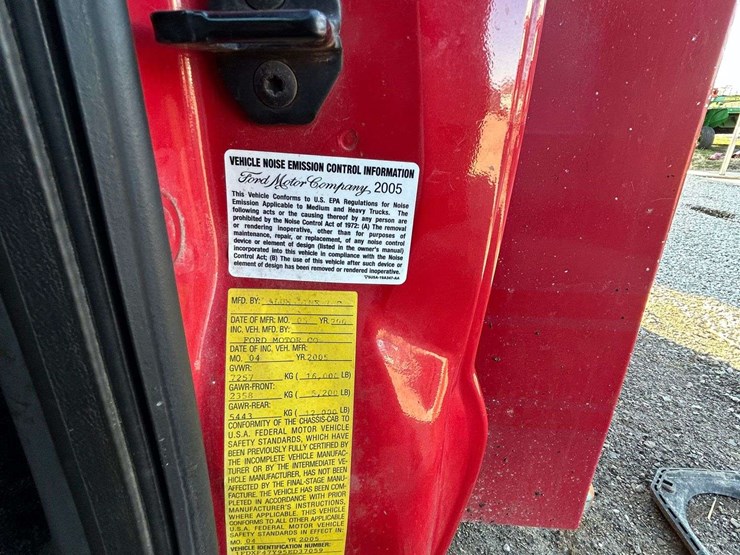 VEHICLE NOISE EMISSION CONTROL INFORMATION
Ford Motor Company, 2005
This Vehicle Conforms to U.S. EPA Regulations for Noise
Emission Applicable to Medium and Heavy Trucks. The
following acts or the causing thereof by any person are
prohibited by the Noise Control Act of 1972: (A) The removal
or rendering inoperative, other than for purposes of
maintenance, repair, or replacement, of any noise control
device or element of design (listed in the owner's manual)
incorporated into this vehicle in compliance with the Noise
Control Act; (B) The use of this vehicle after such device or
element of design has been removed or rendered inoperative.
MFD. BY:
DATE OF MFR: MO. 05 YR. 200
INC. VEH. MFD. BY:
FORD MOTOR CO.
DATE OF INC. VEH. MFR:
MO. 04 YR. 2005
GVWR:
7257 KG ( 16,000 LB)
GAWR-FRONT:
2358 KG ( 5,200 LB)
GAWR-REAR:
5443 KG ( 12,000 LB)
CONFORMITY OF THE CHASSIS-CAB TO
U.S.A. FEDERAL MOTOR VEHICLE
SAFETY STANDARDS, WHICH HAVE
BEEN PREVIOUSLY FULLY CERTIFIED BY
THE INCOMPLETE VEHICLE MANUFAC-
TURER OR BY THE INTERMEDIATE VE-
HICLE MANUFACTURER, HAS NOT BEEN
AFFECTED BY THE FINAL-STAGE MANU-
FACTURE. THE VEHICLE HAS BEEN COM-
PLETED IN ACCORDANCE WITH PRIOR
MANUFACTURER'S INSTRUCTIONS,
WHERE APPLICABLE. THIS VEHICLE
CONFORMS TO ALL OTHER APPLICABLE
U.S.A. FEDERAL MOTOR VEHICLE
SAFETY STANDARDS IN EFFECT IN:
MO. 04 YR. 2005
VEHICLE IDENTIFICATION NUMBER: